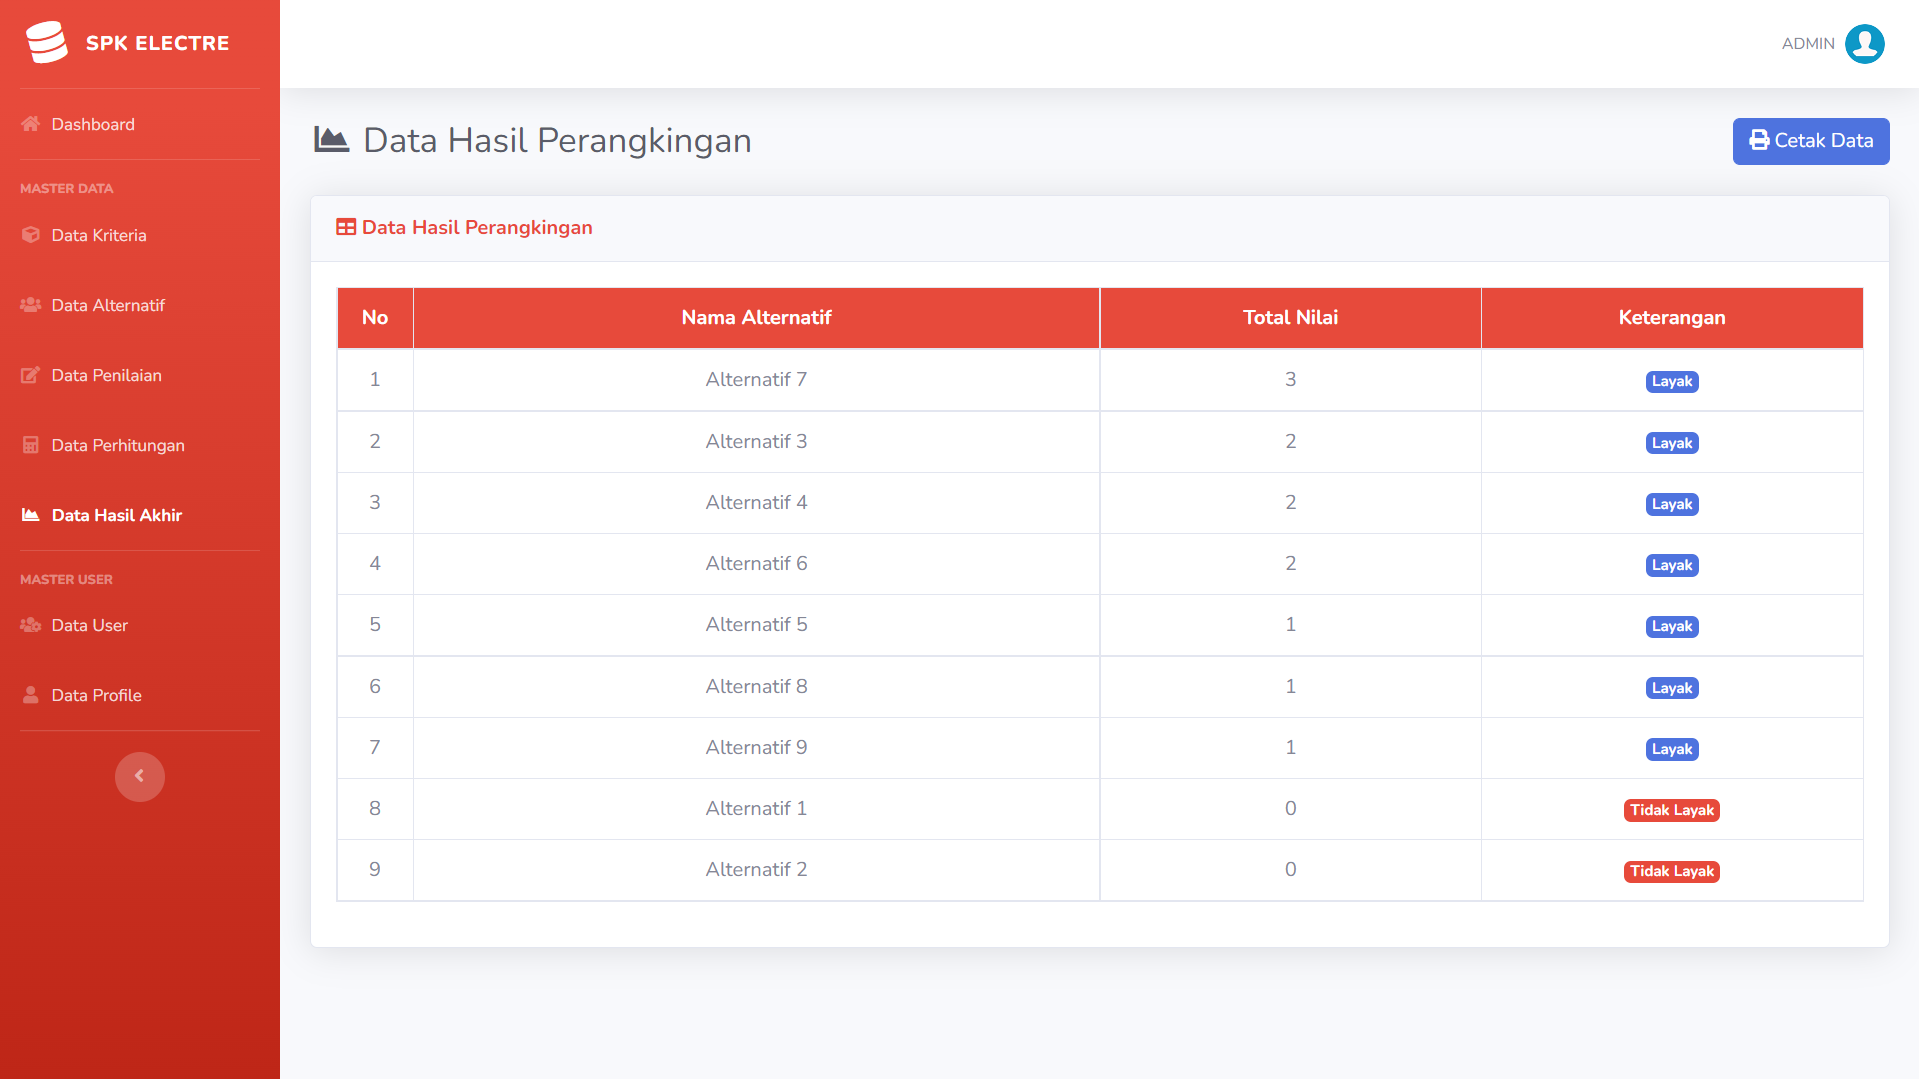 SPK ELECTRE
ADMIN
Dashboard
MASTER DATA
Data Kriteria
Data Alternatif
Data Penilaian
Data Perhitungan
Data Hasil Akhir
MASTER USER
Data User
Data Profile
Data Hasil Perangkingan
Cetak Data
Data Hasil Perangkingan
No Nama Alternatif Total Nilai Keterangan
1 Alternatif 7 3 Layak
2 Alternatif 3 2 Layak
3 Alternatif 4 2 Layak
4 Alternatif 6 2 Layak
5 Alternatif 5 1 Layak
6 Alternatif 8 1 Layak
7 Alternatif 9 1 Layak
8 Alternatif 1 0 Tidak Layak
9 Alternatif 2 0 Tidak Layak